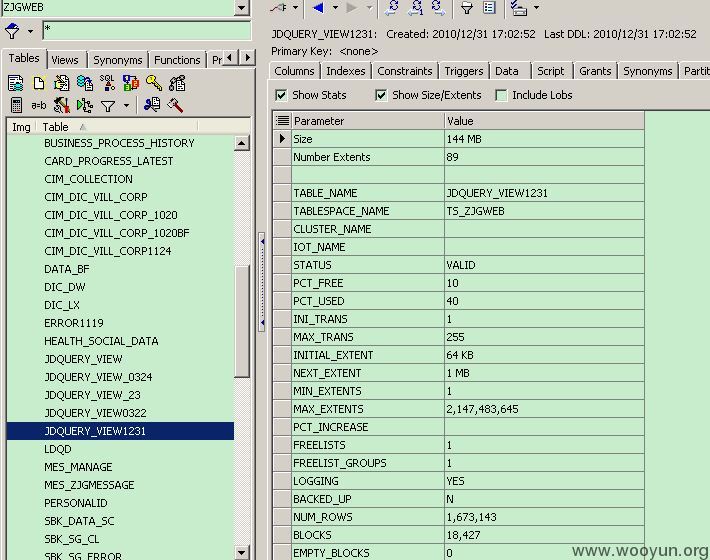 ZJGWEB
*
Tables Views Synonyms Functions Pr
Img Table
BUSINESS_PROCESS_HISTORY
CARD_PROGRESS_LATEST
CIM_COLLECTION
CIM_DIC_VILL_CORP
CIM_DIC_VILL_CORP_1020
CIM_DIC_VILL_CORP_1020BF
CIM_DIC_VILL_CORP1124
DATA_BF
DIC_DW
DIC_LX
ERROR1119
HEALTH_SOCIAL_DATA
JDQUERY_VIEW
JDQUERY_VIEW_0324
JDQUERY_VIEW_23
JDQUERY_VIEW0322
JDQUERY_VIEW1231
LDQD
MES_MANAGE
MES_ZJGMESSAGE
PERSONALID
SBK_DATA_SC
SBK_SG_CL
SBK_SG_ERROR
JDQUERY_VIEW1231: Created: 2010/12/31 17:02:52 Last DDL: 2010/12/31 17:02:52
Primary Key: <none>
Columns Indexes Constraints Triggers Data Script Grants Synonyms Partit
Show Stats Show Size/Extents Include Lobs
Parameter Value
Size 144 MB
Number Extents 89
TABLE_NAME JDQUERY_VIEW1231
TABLESPACE_NAME TS_ZJGWEB
CLUSTER_NAME
IOT_NAME
STATUS VALID
PCT_FREE 10
PCT_USED 40
INI_TRANS 1
MAX_TRANS 255
INITIAL_EXTENT 64 KB
NEXT_EXTENT 1 MB
MIN_EXTENTS 1
MAX_EXTENTS 2,147,483,645
PCT_INCREASE
FREELISTS 1
FREELIST_GROUPS 1
LOGGING YES
BACKED_UP N
NUM_ROWS 1,673,143
BLOCKS 18,427
EMPTY_BLOCKS 0
www.wooyun.org